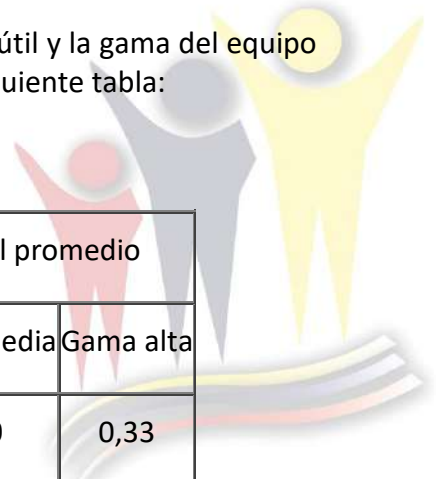 útil y la gama del equipo
uiente tabla:
l promedio
edia Gama alta
0,33